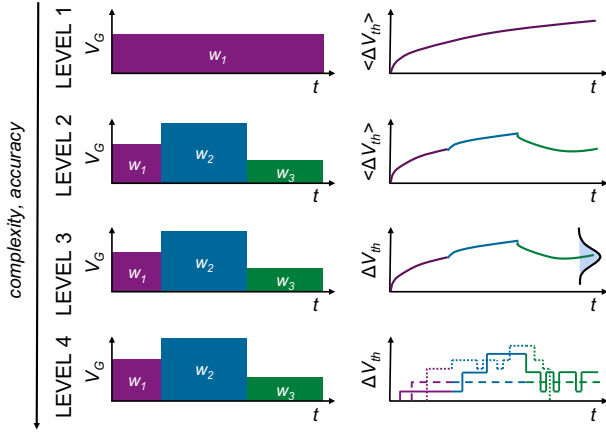 complexity, accuracy
LEVEL 1
V_G
w_1
t
<ΔV_th>
t
LEVEL 2
V_G
w_1
w_2
w_3
t
<ΔV_th>
t
LEVEL 3
V_G
w_1
w_2
w_3
t
ΔV_th
t
LEVEL 4
V_G
w_1
w_2
w_3
t
ΔV_th
t